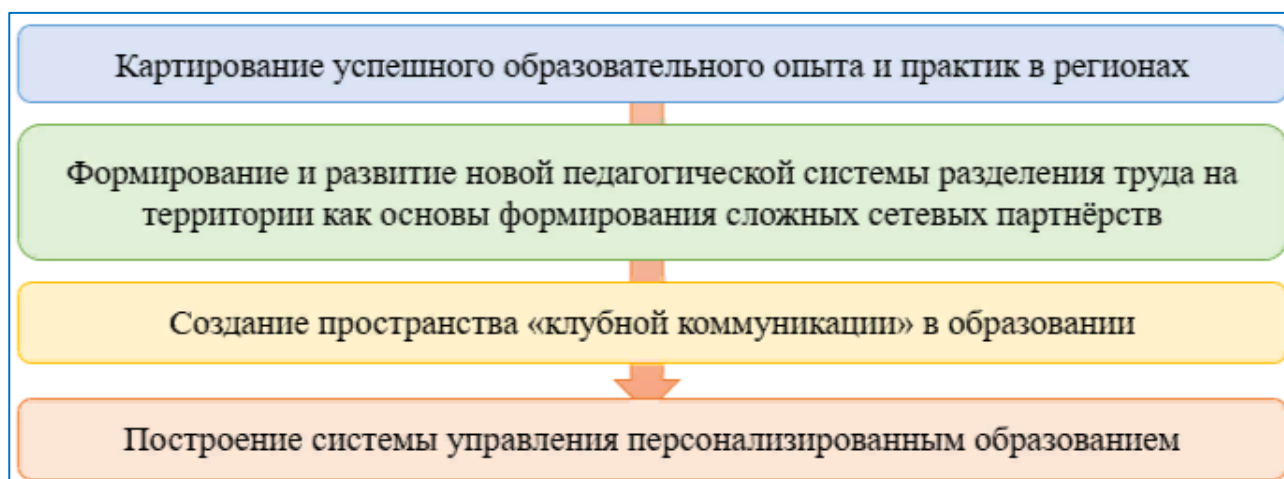 Картирование успешного образовательного опыта и практик в регионах
Формирование и развитие новой педагогической системы разделения труда на
территории как основы формирования сложных сетевых партнёрств
Создание пространства «клубной коммуникации» в образовании
Построение системы управления персонализированным образованием